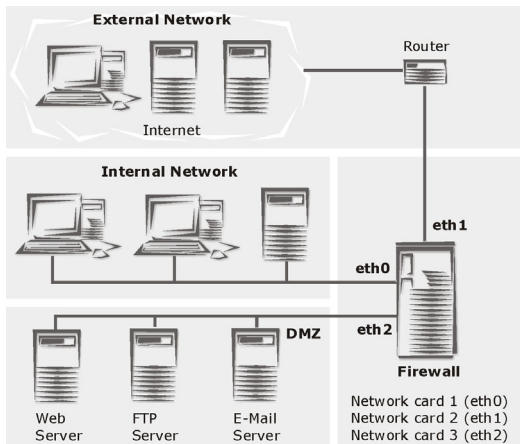 External Network
Router
Internet
Internal Network
eth1
eth0
DMZ
eth2
Firewall
Web
Server
FTP
Server
E-Mail
Server
Network card 1 (eth0)
Network card 2 (eth1)
Network card 3 (eth2)